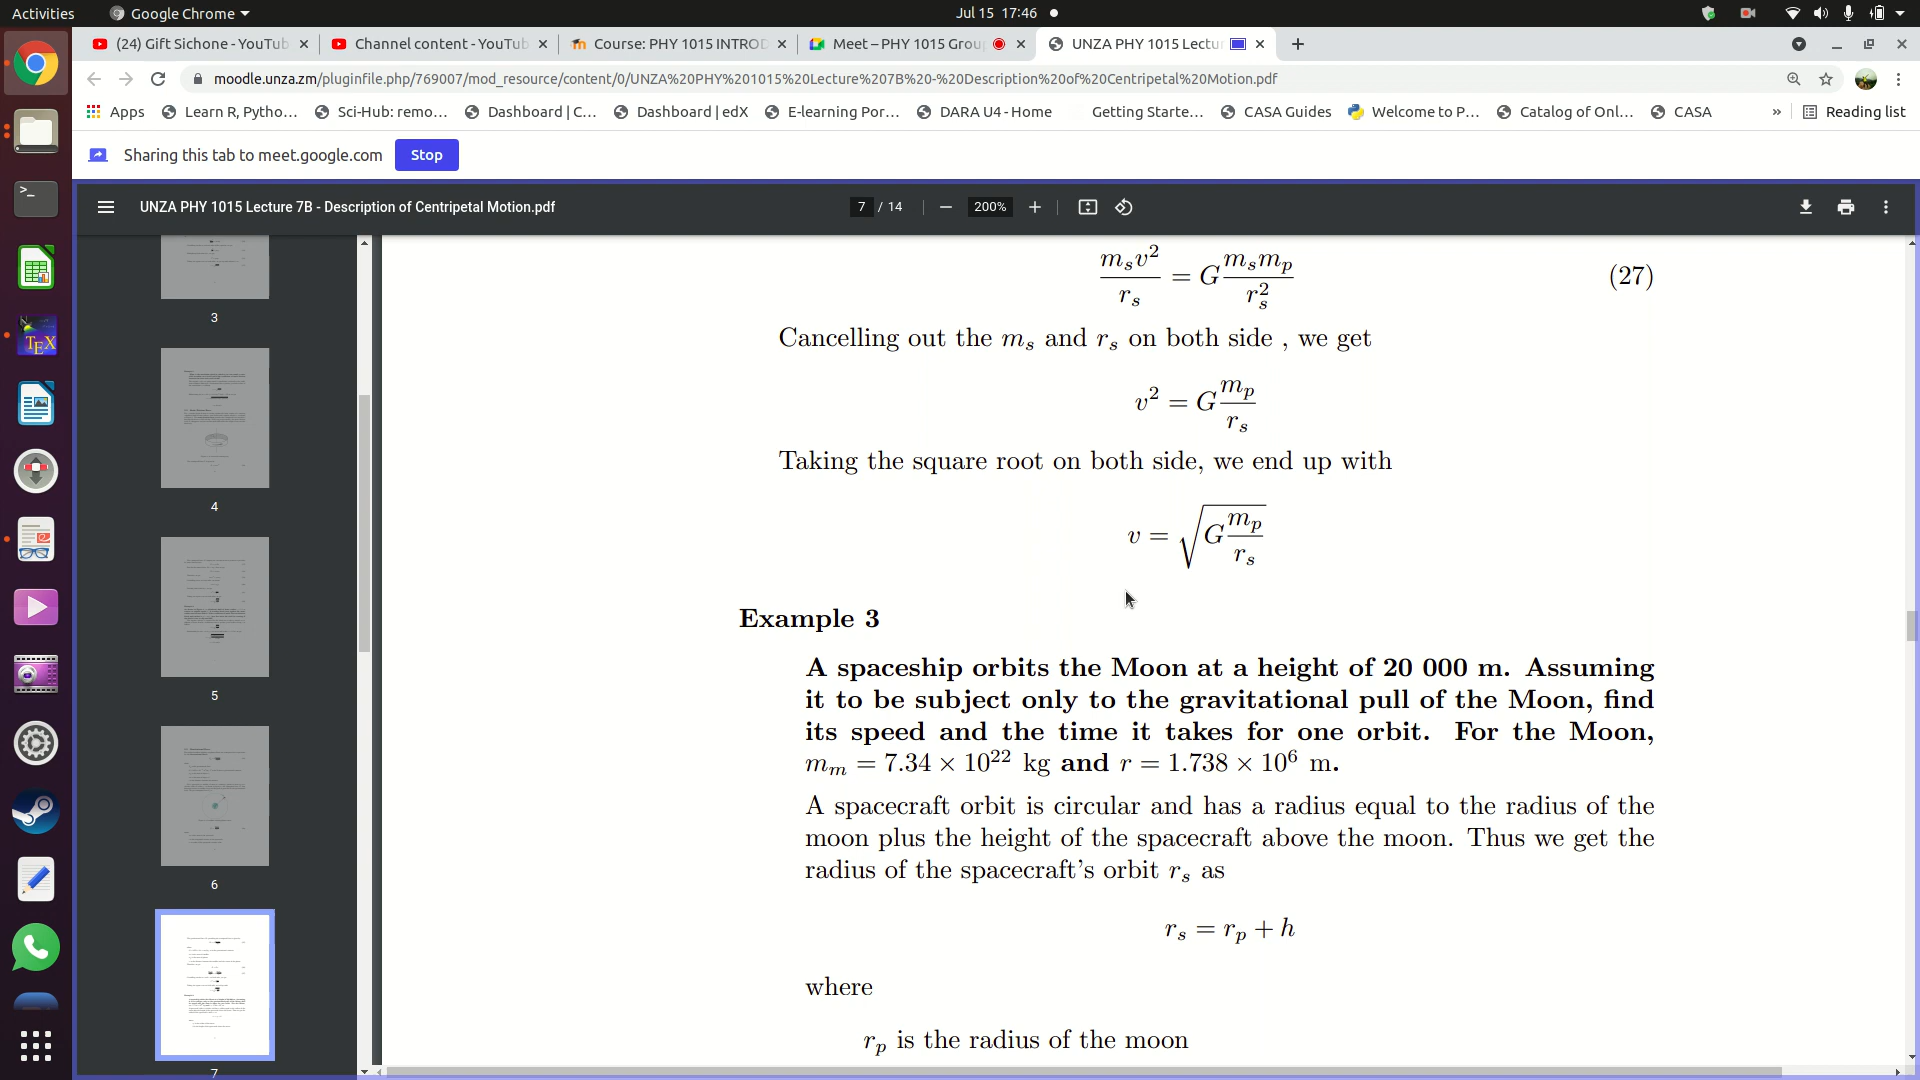 Activities
Google Chrome
Jul 15 17:46
(24) Gift Sichone - YouTub
Channel content - YouTub
Course: PHY 1015 INTROD
Meet – PHY 1015 Grou
UNZA PHY 1015 Lectur
moodle.unza.zm/pluginfile.php/769007/mod_resource/content/0/UNZA%20PHY%201015%20Lecture%207B%20-%20Description%20of%20Centripetal%20Motion.pdf
Apps
Learn R, Pytho...
Sci-Hub: remo...
Dashboard | C...
Dashboard | edX
E-learning Por...
DARA U4 - Home
Getting Starte...
CASA Guides
Welcome to P...
Catalog of Onl...
CASA
»
Reading list
Sharing this tab to meet.google.com
Stop
UNZA PHY 1015 Lecture 7B - Description of Centripetal Motion.pdf
7 / 14
200%
3
4
5
6
7
m_s v^2 / r_s = G m_s m_p / r_s^2 (27)
Cancelling out the m_s and r_s on both side , we get
v^2 = G m_p / r_s
Taking the square root on both side, we end up with
v = √(G m_p / r_s)
Example 3
A spaceship orbits the Moon at a height of 20 000 m. Assuming
it to be subject only to the gravitational pull of the Moon, find
its speed and the time it takes for one orbit. For the Moon,
m_m = 7.34 × 10^22 kg and r = 1.738 × 10^6 m.
A spacecraft orbit is circular and has a radius equal to the radius of the
moon plus the height of the spacecraft above the moon. Thus we get the
radius of the spacecraft's orbit r_s as
r_s = r_p + h
where
r_p is the radius of the moon